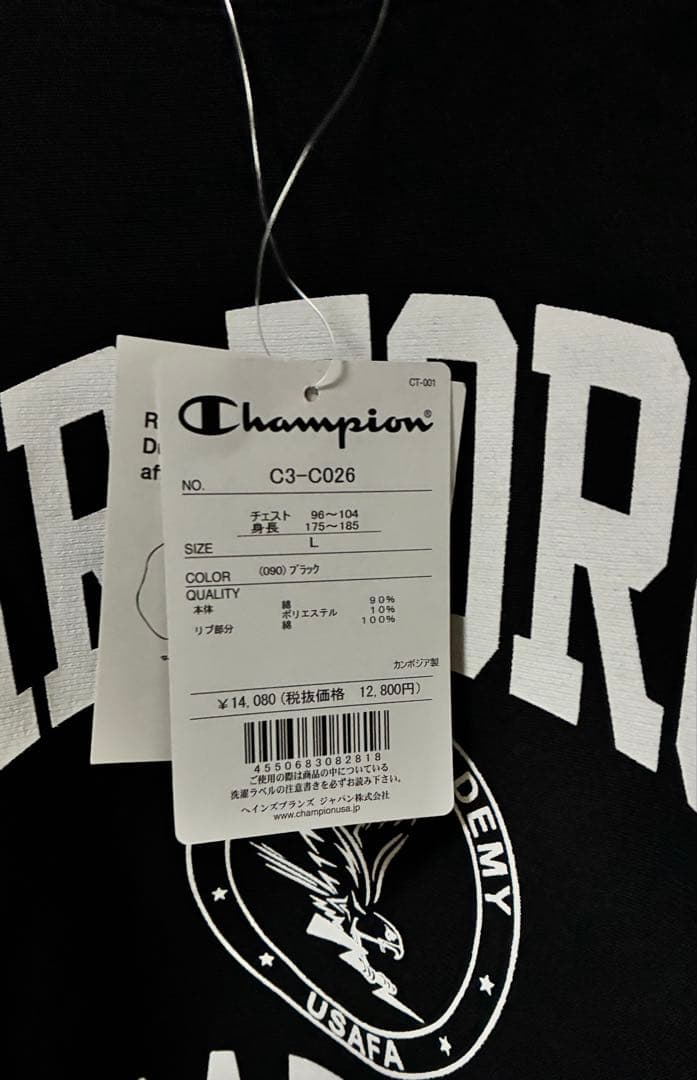 CT-001
Champion®
NO. C3-C026
チェスト 96～104
身長 175～185
SIZE L
COLOR (090) ブラック
QUALITY
本体 綿 90%
ポリエステル 10%
リブ部分 綿 100%
カンボジア製
￥14,080 (税抜価格 12,800円)
4550683082818
ご使用の際は商品の中についている
洗濯ラベルの注意書きを必ずお読み下さい。
ヘインズブランズ ジャパン株式会社
www.championusa.jp
DEMY
USAFA